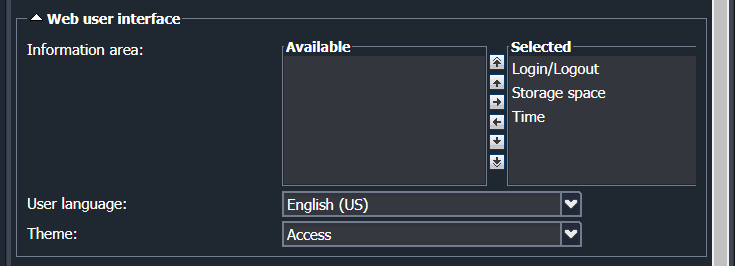 Web user interface
Information area:
Available
Selected
Login/Logout
Storage space
Time
User language:
English (US)
Theme:
Access